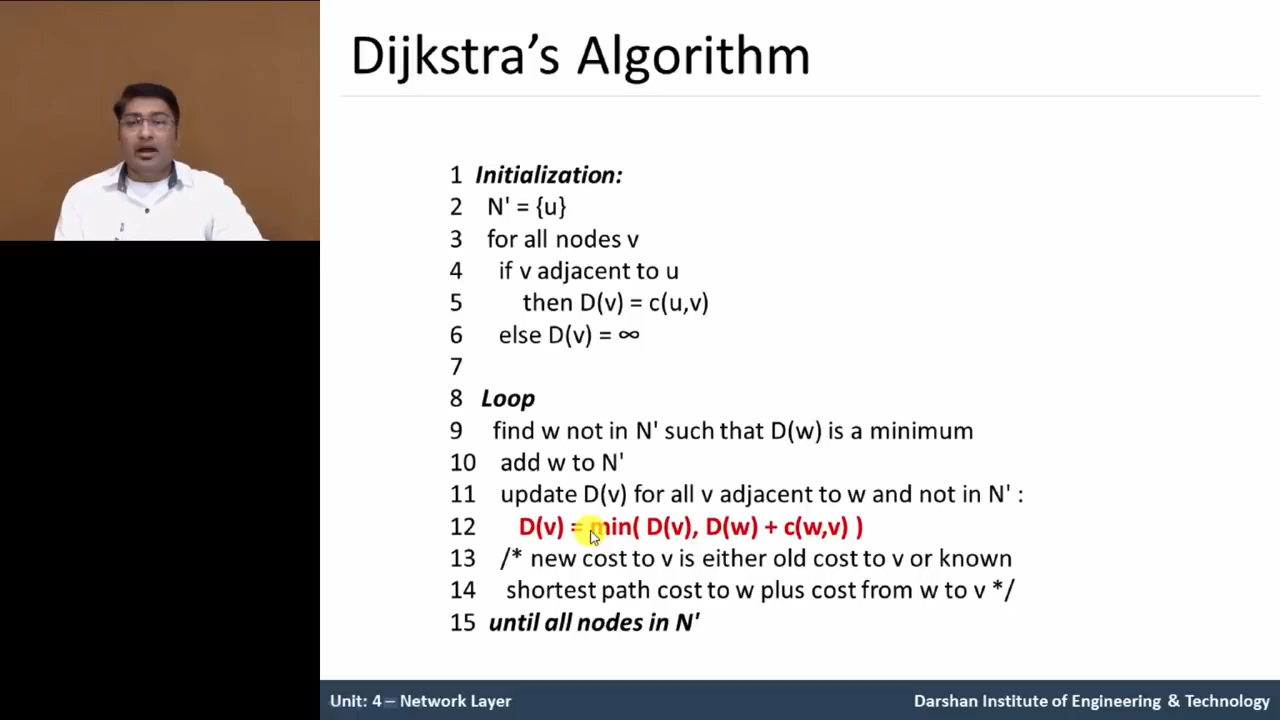 Dijkstra's Algorithm
1 Initialization:
2 N' = {u}
3 for all nodes v
4 if v adjacent to u
5 then D(v) = c(u,v)
6 else D(v) = ∞
7
8 Loop
9 find w not in N' such that D(w) is a minimum
10 add w to N'
11 update D(v) for all v adjacent to w and not in N' :
12 D(v) = min( D(v), D(w) + c(w,v) )
13 /* new cost to v is either old cost to v or known
14 shortest path cost to w plus cost from w to v */
15 until all nodes in N'
Unit: 4 – Network Layer
Darshan Institute of Engineering & Technology